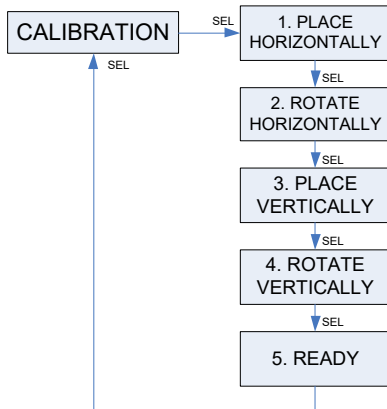 CALIBRATION
SEL
1. PLACE
HORIZONTALLY
SEL
SEL
2. ROTATE
HORIZONTALLY
SEL
3. PLACE
VERTICALLY
SEL
4. ROTATE
VERTICALLY
SEL
5. READY